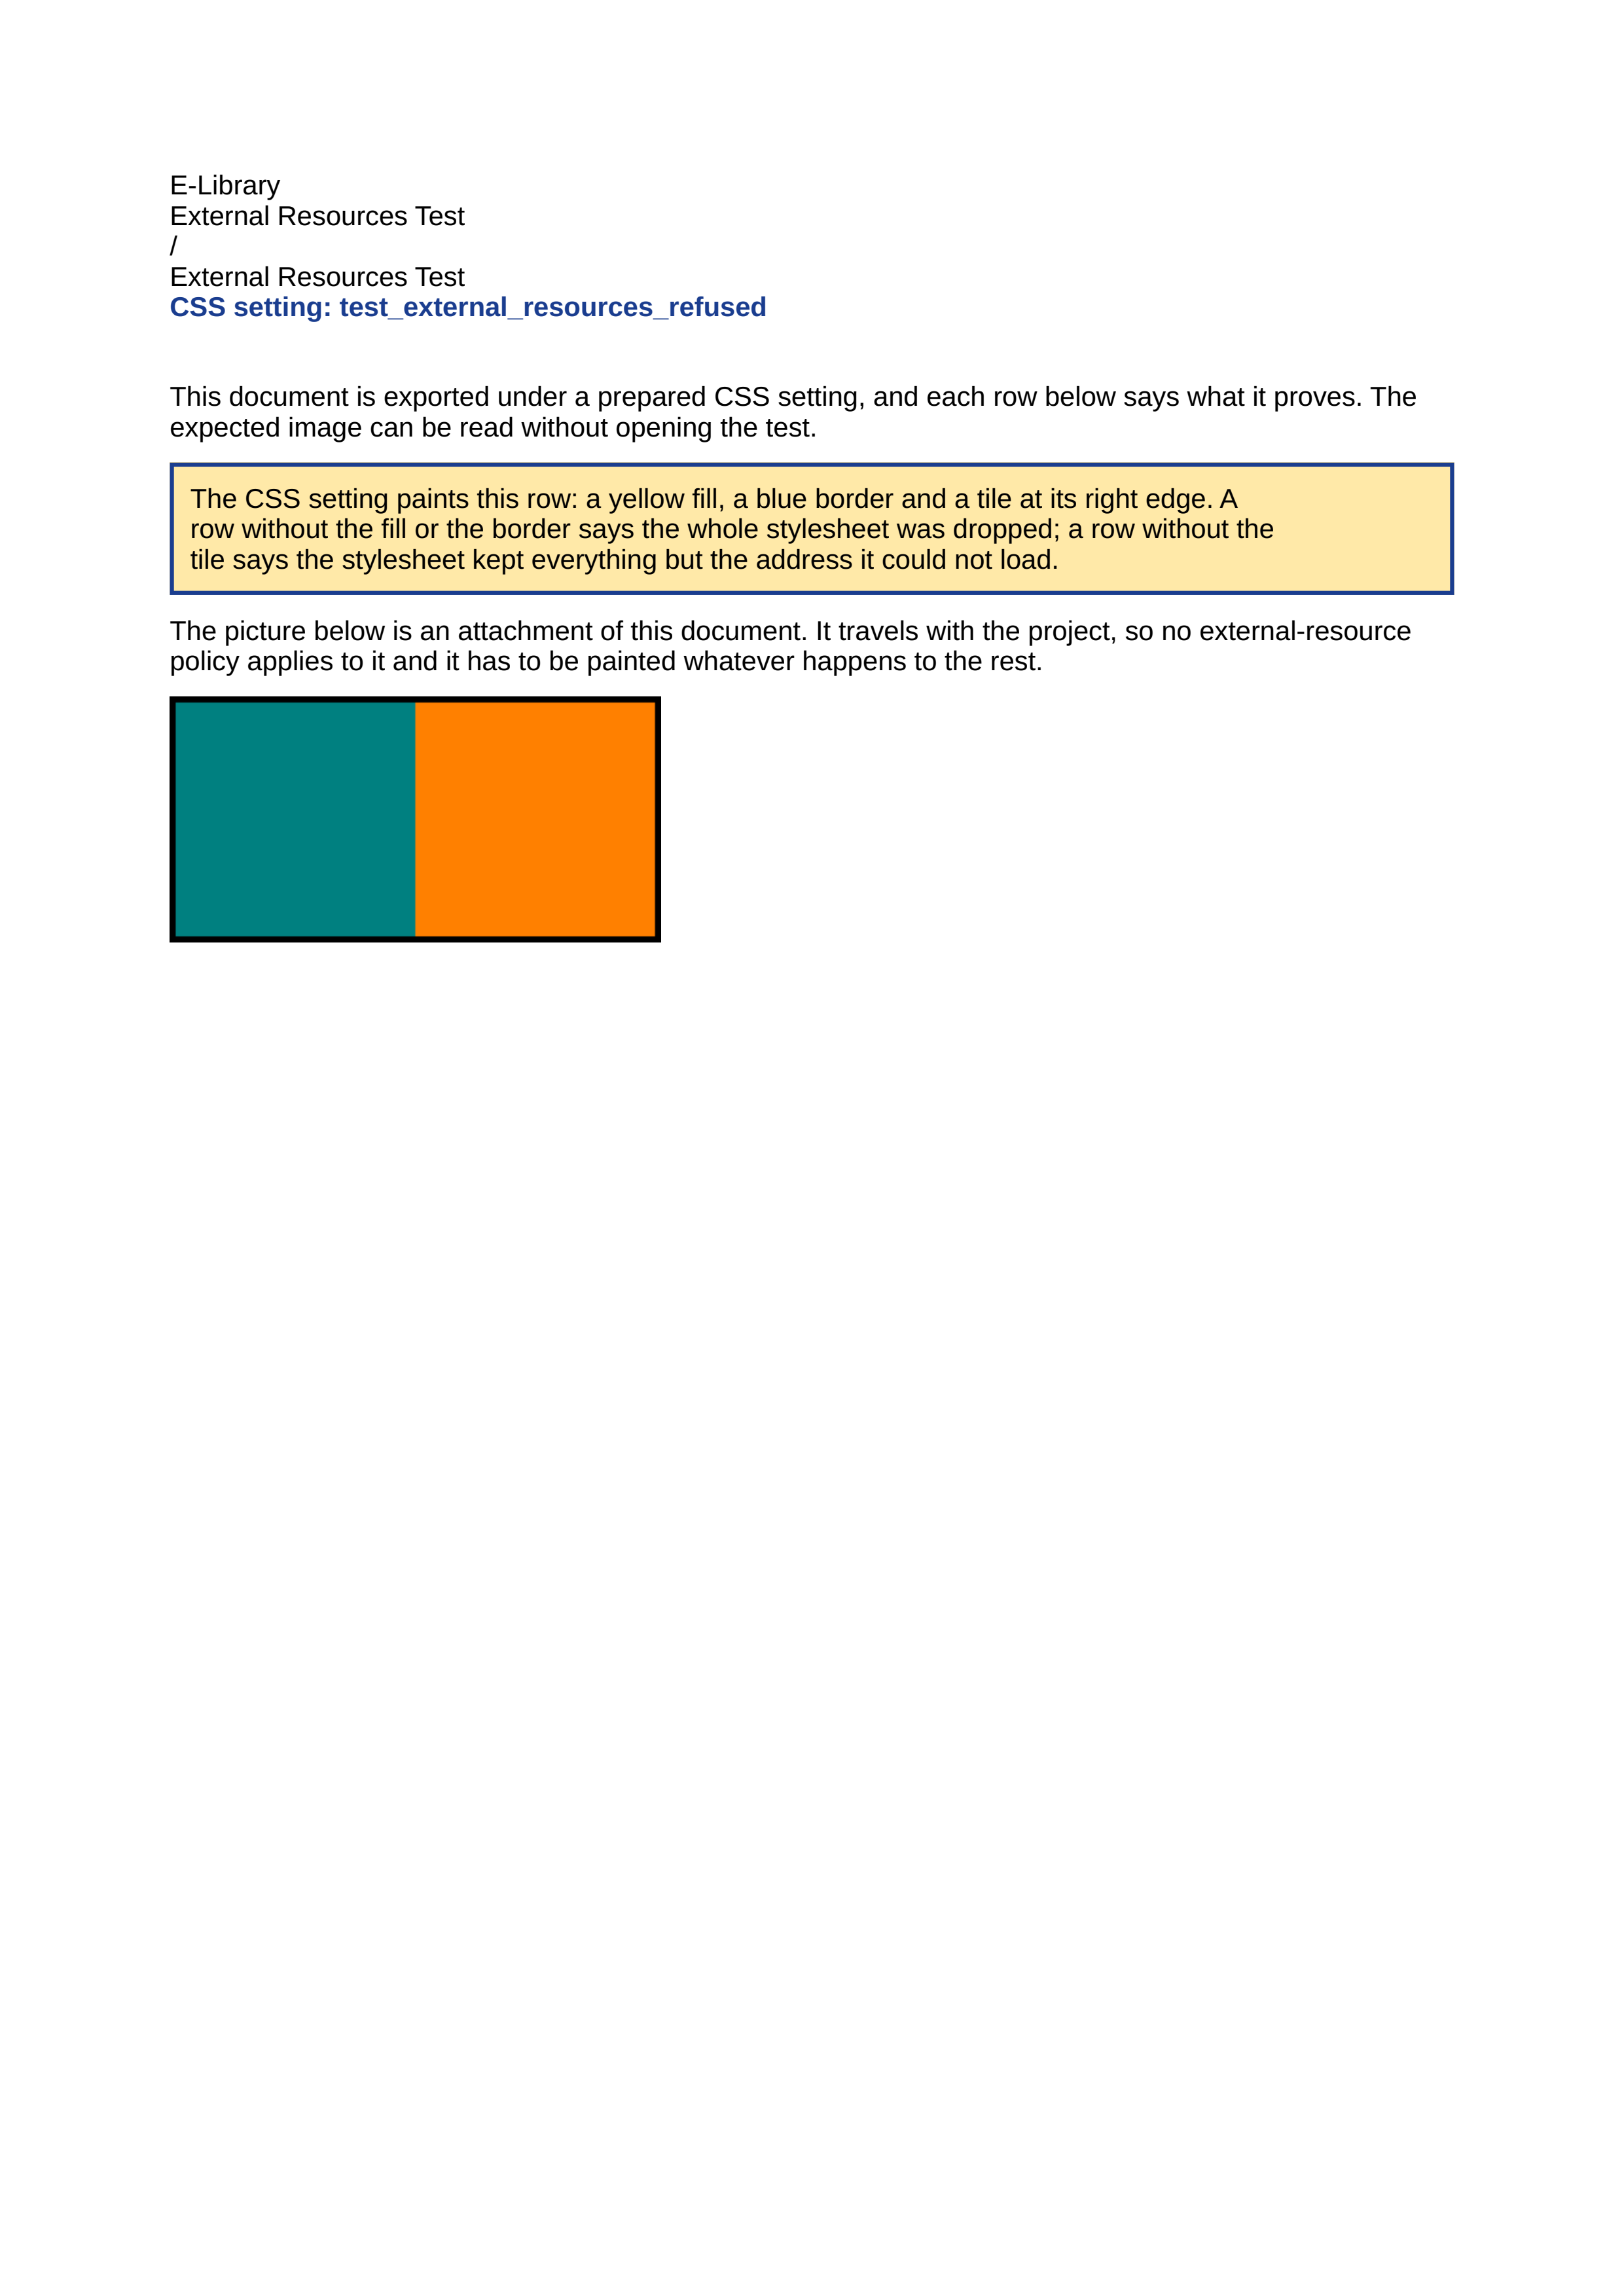 E-Library
External Resources Test
/
External Resources Test
CSS setting: test_external_resources_refused
This document is exported under a prepared CSS setting, and each row below says what it proves. The
expected image can be read without opening the test.
The CSS setting paints this row: a yellow fill, a blue border and a tile at its right edge. A
row without the fill or the border says the whole stylesheet was dropped; a row without the
tile says the stylesheet kept everything but the address it could not load.
The picture below is an attachment of this document. It travels with the project, so no external-resource
policy applies to it and it has to be painted whatever happens to the rest.